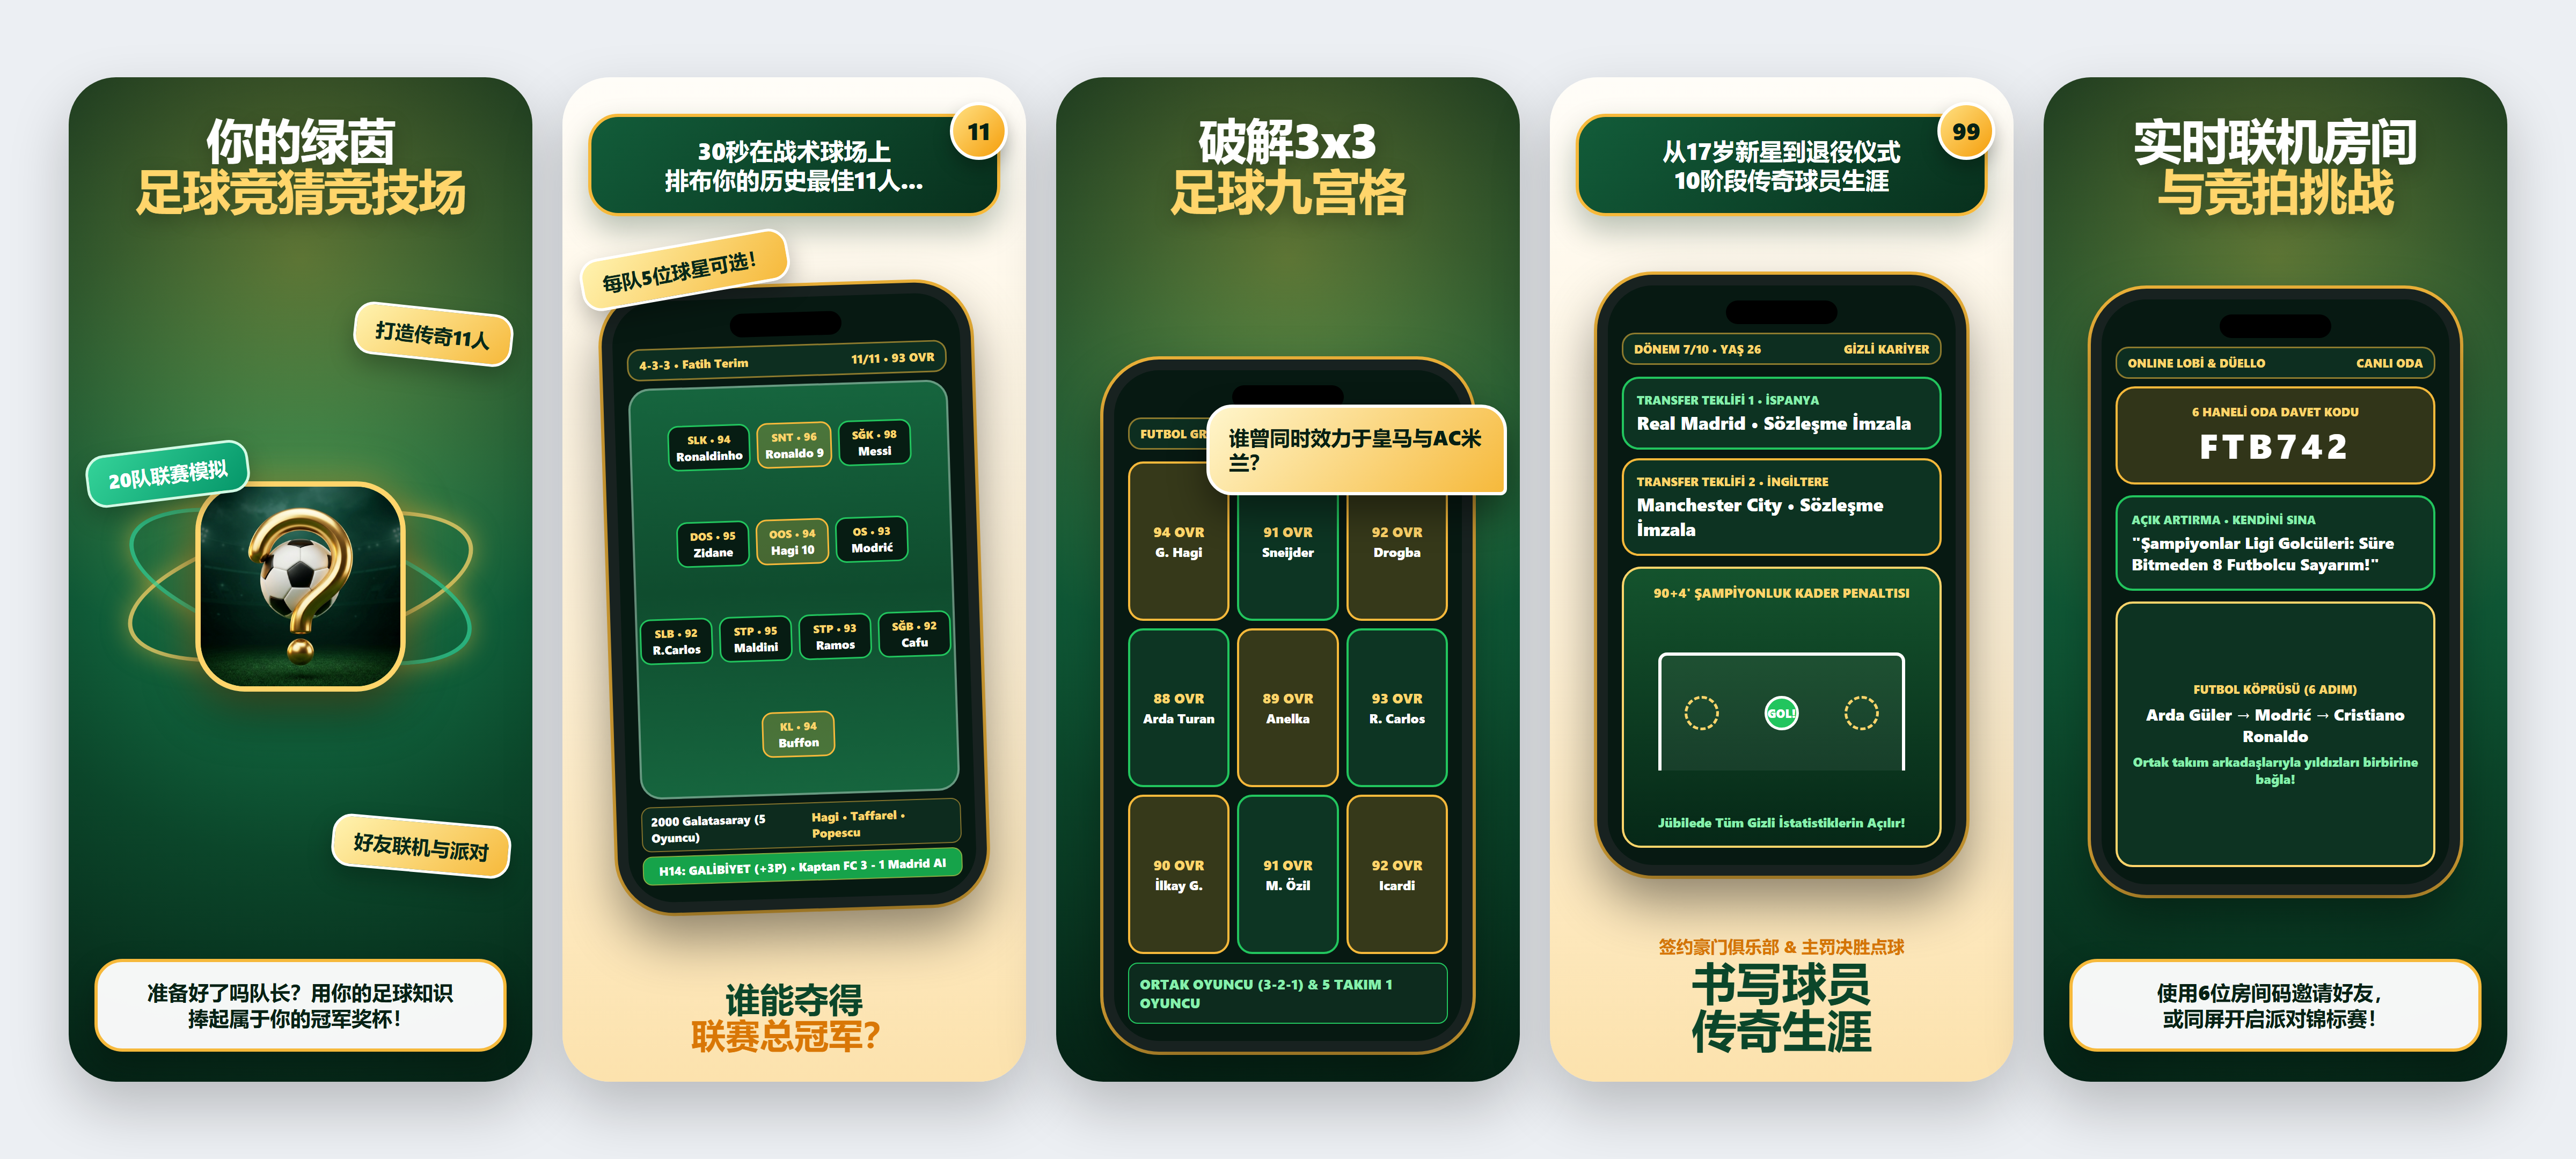 你的绿茵
足球竞猜竞技场
打造传奇11人
20队联赛模拟
好友联机与派对
准备好了吗队长？用你的足球知识
捧起属于你的冠军奖杯！
11
30秒在战术球场上
排布你的历史最佳11人...
每队5位球星可选！
4-3-3 • Fatih Terim
11/11 • 93 OVR
SLK • 94
Ronaldinho
SNT • 96
Ronaldo 9
SĞK • 98
Messi
DOS • 95
Zidane
OOS • 94
Hagi 10
OS • 93
Modrić
SLB • 92
R.Carlos
STP • 95
Maldini
STP • 93
Ramos
SĞB • 92
Cafu
KL • 94
Buffon
2000 Galatasaray (5
Oyuncu)
Hagi • Taffarel •
Popescu
H14: GALİBİYET (+3P) • Kaptan FC 3 - 1 Madrid AI
谁能夺得
联赛总冠军？
破解3x3
足球九宫格
FUTBOL GR
谁曾同时效力于皇马与AC米
兰？
94 OVR
G. Hagi
91 OVR
Sneijder
92 OVR
Drogba
88 OVR
Arda Turan
89 OVR
Anelka
93 OVR
R. Carlos
90 OVR
İlkay G.
91 OVR
M. Özil
92 OVR
Icardi
ORTAK OYUNCU (3-2-1) & 5 TAKIM 1
OYUNCU
99
从17岁新星到退役仪式
10阶段传奇球员生涯
DÖNEM 7/10 • YAŞ 26
GİZLİ KARİYER
TRANSFER TEKLİFİ 1 • İSPANYA
Real Madrid • Sözleşme İmzala
TRANSFER TEKLİFİ 2 • İNGİLTERE
Manchester City • Sözleşme
İmzala
90+4' ŞAMPİYONLUK KADER PENALTISI
GOL!
Jübilede Tüm Gizli İstatistiklerin Açılır!
签约豪门俱乐部 & 主罚决胜点球
书写球员
传奇生涯
实时联机房间
与竞拍挑战
ONLINE LOBİ & DÜELLO
CANLI ODA
6 HANELİ ODA DAVET KODU
FTB742
AÇIK ARTIRMA • KENDİNİ SINA
"Şampiyonlar Ligi Golcüleri: Süre
Bitmeden 8 Futbolcu Sayarım!"
FUTBOL KÖPRÜSÜ (6 ADIM)
Arda Güler → Modrić → Cristiano
Ronaldo
Ortak takım arkadaşlarıyla yıldızları birbirine
bağla!
使用6位房间码邀请好友，
或同屏开启派对锦标赛！